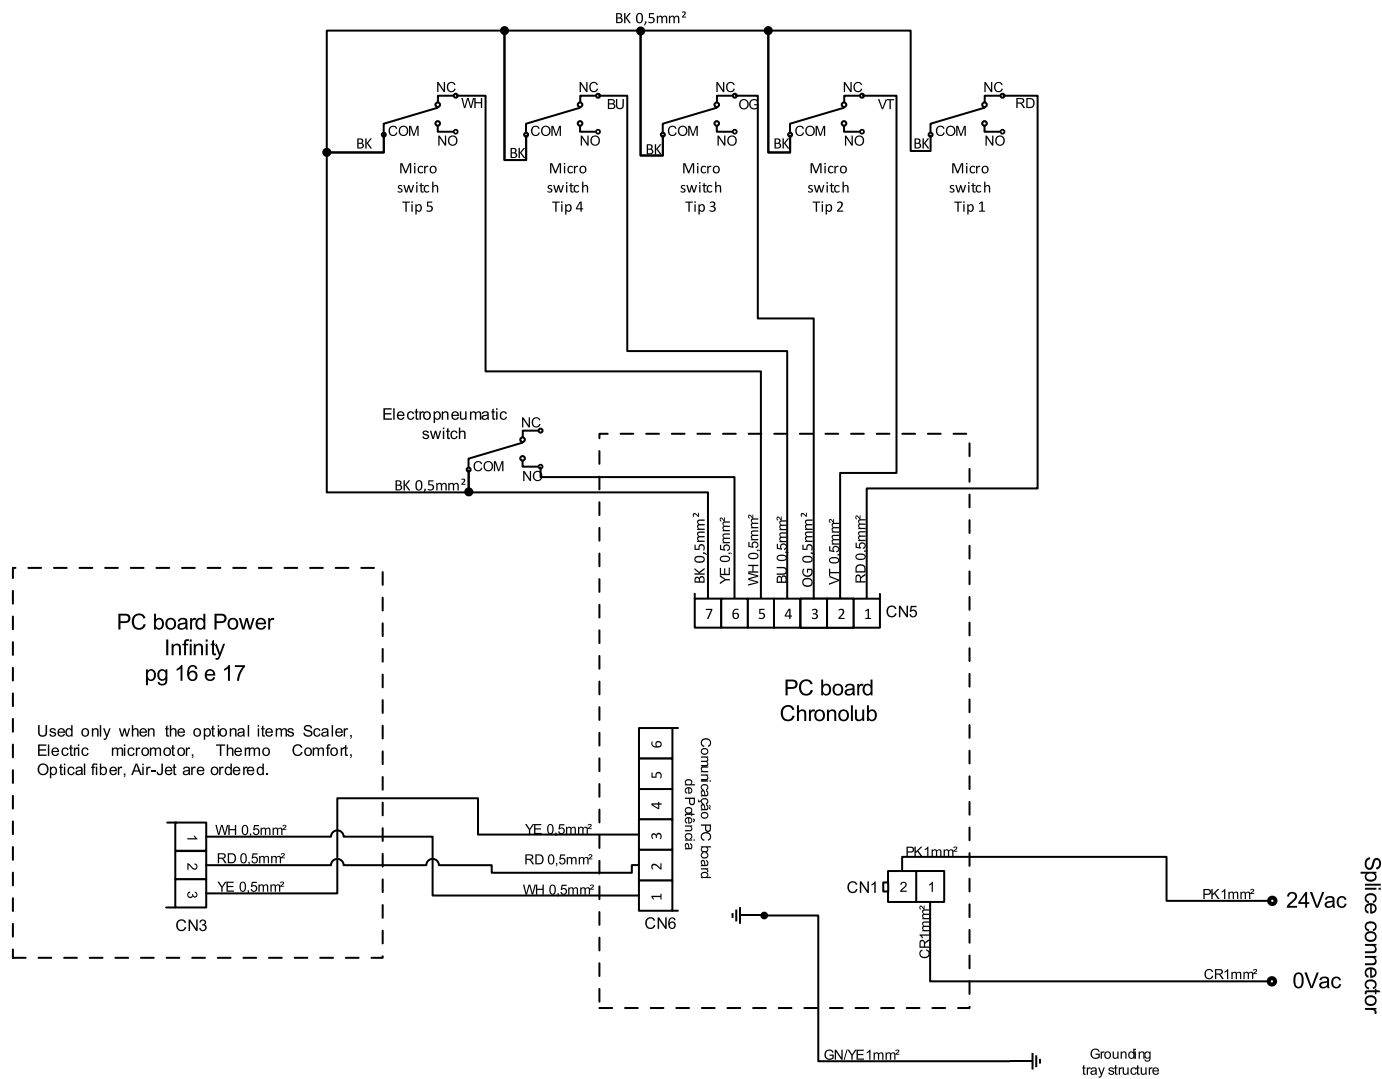 BK 0,5mm²
NC
WH
COM
NO
BK
Micro
switch
Tip 5
NC
BU
COM
NO
BK
Micro
switch
Tip 4
NC
OG
COM
NO
BK
Micro
switch
Tip 3
NC
VT
COM
NO
BK
Micro
switch
Tip 2
NC
RD
COM
NO
BK
Micro
switch
Tip 1
Electropneumatic
switch
NC
COM
NO
BK 0,5mm²
BK 0,5mm²
YE 0,5mm²
WH 0,5mm²
BU 0,5mm²
OG 0,5mm²
VT 0,5mm²
RD 0,5mm²
7 6 5 4 3 2 1
CN5
PC board
Chronolub
PC board Power
Infinity
pg 16 e 17
Used only when the optional items Scaler,
Electric micromotor, Thermo Comfort,
Optical fiber, Air-Jet are ordered.
1
2
3
CN3
WH 0,5mm²
RD 0,5mm²
YE 0,5mm²
YE 0,5mm²
RD 0,5mm²
WH 0,5mm²
6
5
4
3
2
1
CN6
Comunicação PC board
de Potência
PK1mm²
CN1
2 1
CR1mm²
PK1mm²
24Vac
CR1mm²
0Vac
Splice connector
GN/YE1mm²
Grounding
tray structure